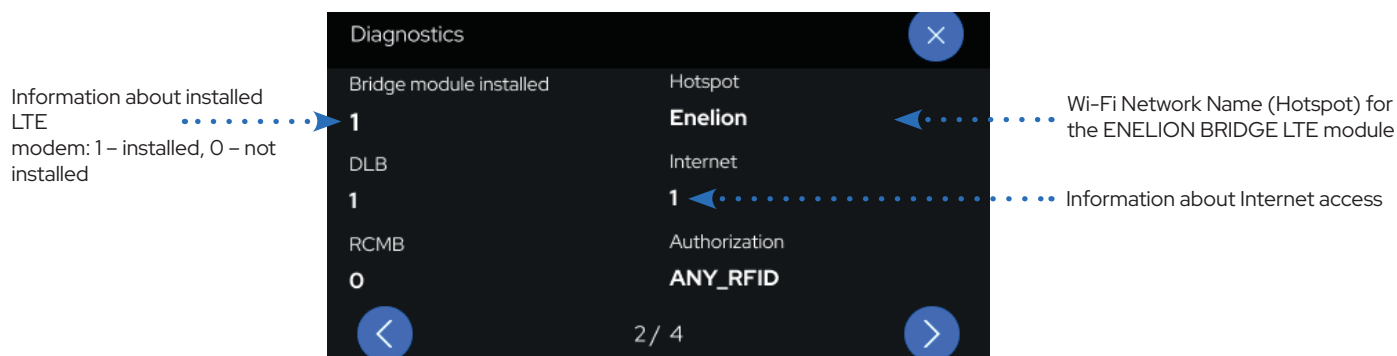 Diagnostics
Information about installed
LTE
modem: 1 – installed, 0 – not
installed
Bridge module installed
1
Hotspot
Enelion
Wi-Fi Network Name (Hotspot) for
the ENELION BRIDGE LTE module
DLB
1
Internet
1
Information about Internet access
RCMB
0
Authorization
ANY_RFID
2 / 4